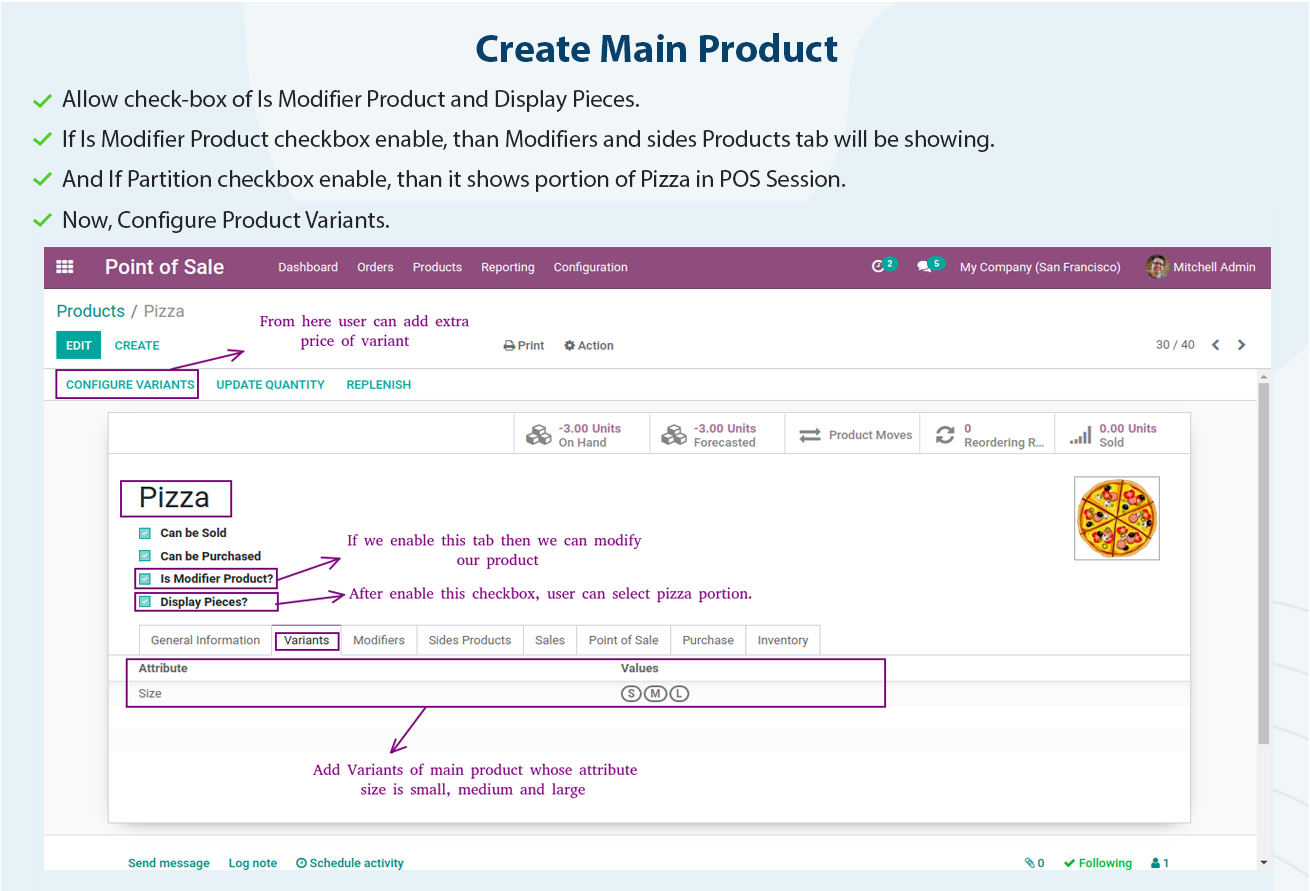 Create Main Product
Allow check-box of Is Modifier Product and Display Pieces.
If Is Modifier Product checkbox enable, than Modifiers and sides Products tab will be showing.
And If Partition checkbox enable, than it shows portion of Pizza in POS Session.
Now, Configure Product Variants.
Point of Sale Dashboard Orders Products Reporting Configuration 2 5 My Company (San Francisco) Mitchell Admin
Products / Pizza
From here user can add extra
price of variant
EDIT CREATE Print Action 30 / 40
CONFIGURE VARIANTS UPDATE QUANTITY REPLENISH
-3.00 Units On Hand
-3.00 Units Forecasted
Product Moves
0 Reordering R...
0.00 Units Sold
Pizza
Can be Sold
Can be Purchased
Is Modifier Product?
Display Pieces?
If we enable this tab then we can modify
our product
After enable this checkbox, user can select pizza portion.
General Information Variants Modifiers Sides Products Sales Point of Sale Purchase Inventory
Attribute Values
Size S M L
Add Variants of main product whose attribute
size is small, medium and large
Send message Log note Schedule activity 0 Following 1